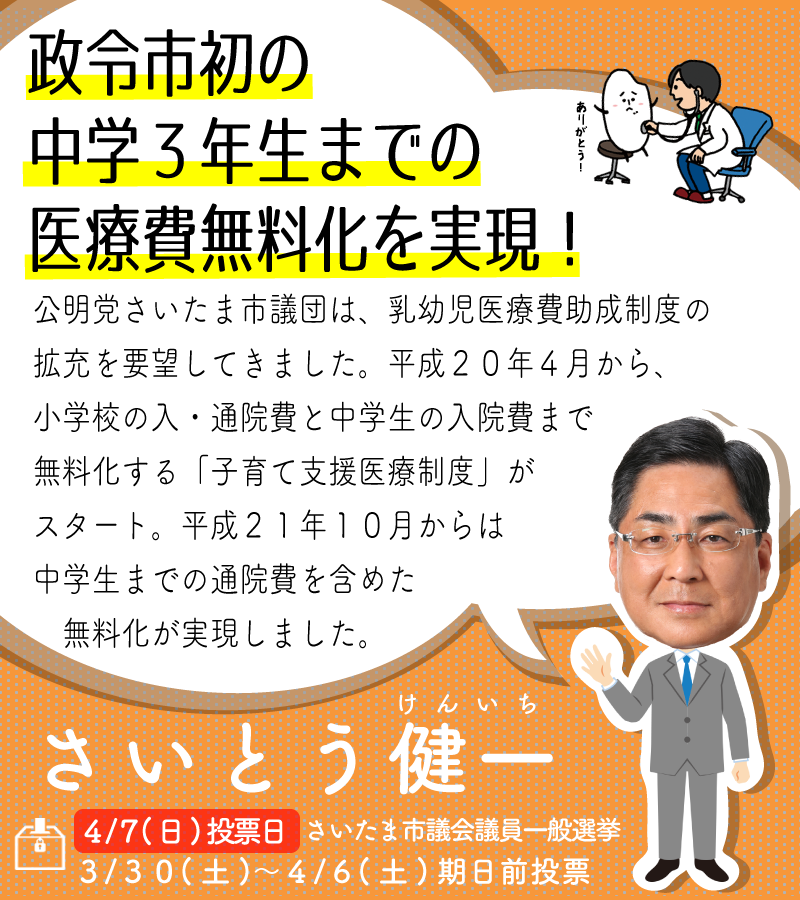 政令市初の
中学３年生までの
医療費無料化を実現！
ありがとう！
公明党さいたま市議団は、乳幼児医療費助成制度の
拡充を要望してきました。平成２０年４月から、
小学校の入・通院費と中学生の入院費まで
無料化する「子育て支援医療制度」が
スタート。平成２１年１０月からは
中学生までの通院費を含めた
無料化が実現しました。
けんいち
さいとう健一
4/7(日)投票日 さいたま市議会議員一般選挙
３/３０(土)～４/６(土)期日前投票